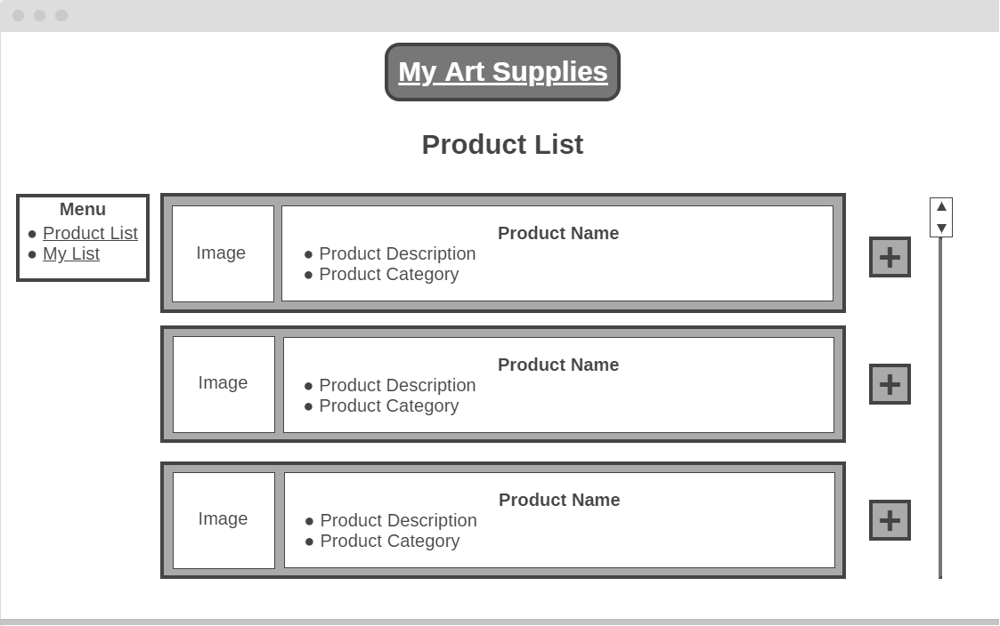 My Art Supplies
Product List
Menu
● Product List
● My List
Image
Product Name
● Product Description
● Product Category
+
Image
Product Name
● Product Description
● Product Category
+
Image
Product Name
● Product Description
● Product Category
+